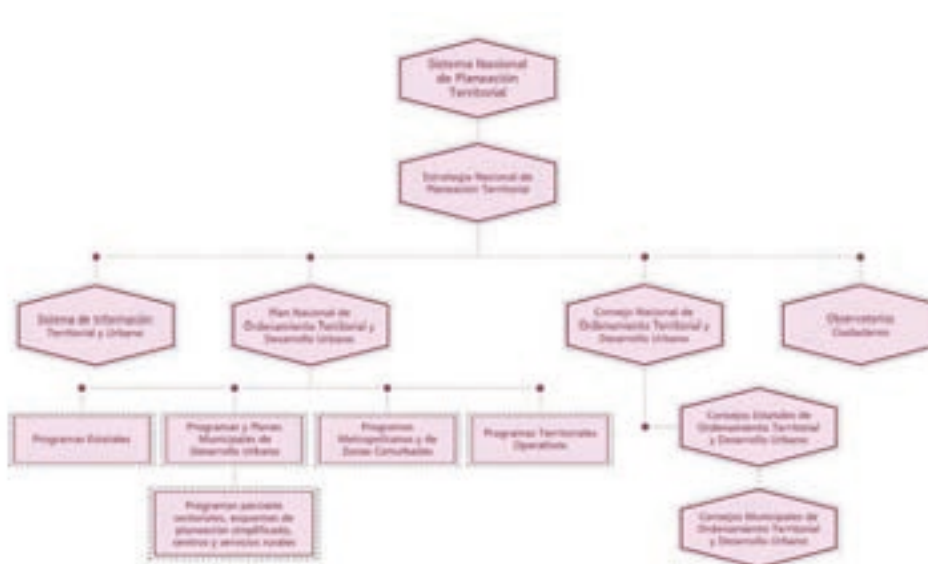 Sistema Nacional
de Planeación
Territorial
Estrategia Nacional de
Planeación Territorial
Sistema de Información
Territorial y Urbano
Plan Nacional de
Ordenamiento Territorial y
Desarrollo Urbano
Consejo Nacional de
Ordenamiento Territorial y
Desarrollo Urbano
Observatorios
Ciudadanos
Programas Estatales
Programas y Planes
Municipales de
Desarrollo Urbano
Programas
Metropolitanos y de
Zonas Conurbadas
Programas Territoriales
Operativos
Consejos Estatales de
Ordenamiento Territorial
y Desarrollo Urbano
Programas parciales
sectoriales, esquemas de
planeación simplificada,
centros y servicios rurales
Consejos Municipales de
Ordenamiento Territorial
y Desarrollo Urbano